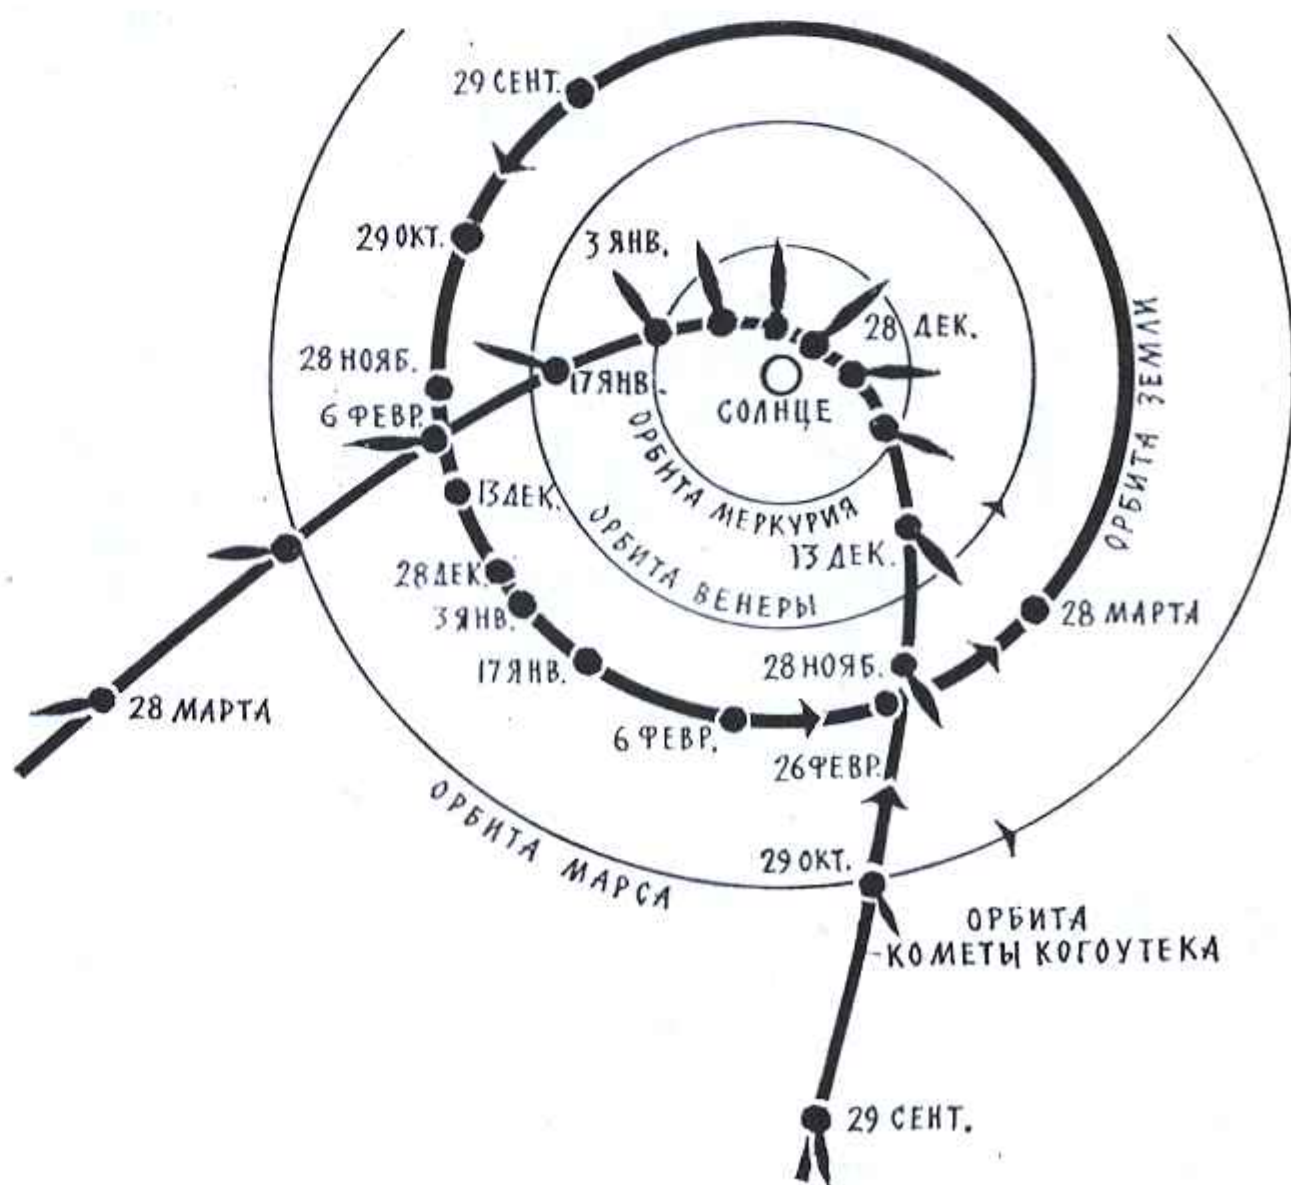 29 СЕНТ.
29 ОКТ.
3 ЯНВ.
28 ДЕК.
28 НОЯБ.
17 ЯНВ.
СОЛНЦЕ
6 ФЕВР.
ОРБИТА МЕРКУРИЯ
ОРБИТА ЗЕМЛИ
13 ДЕК.
ОРБИТА ВЕНЕРЫ
13 ДЕК.
28 ДЕК.
3 ЯНВ.
28 МАРТА
17 ЯНВ.
28 НОЯБ.
28 МАРТА
6 ФЕВР.
26 ФЕВР.
ОРБИТА МАРСА
29 ОКТ.
ОРБИТА
КОМЕТЫ КОГОУТЕКА
29 СЕНТ.